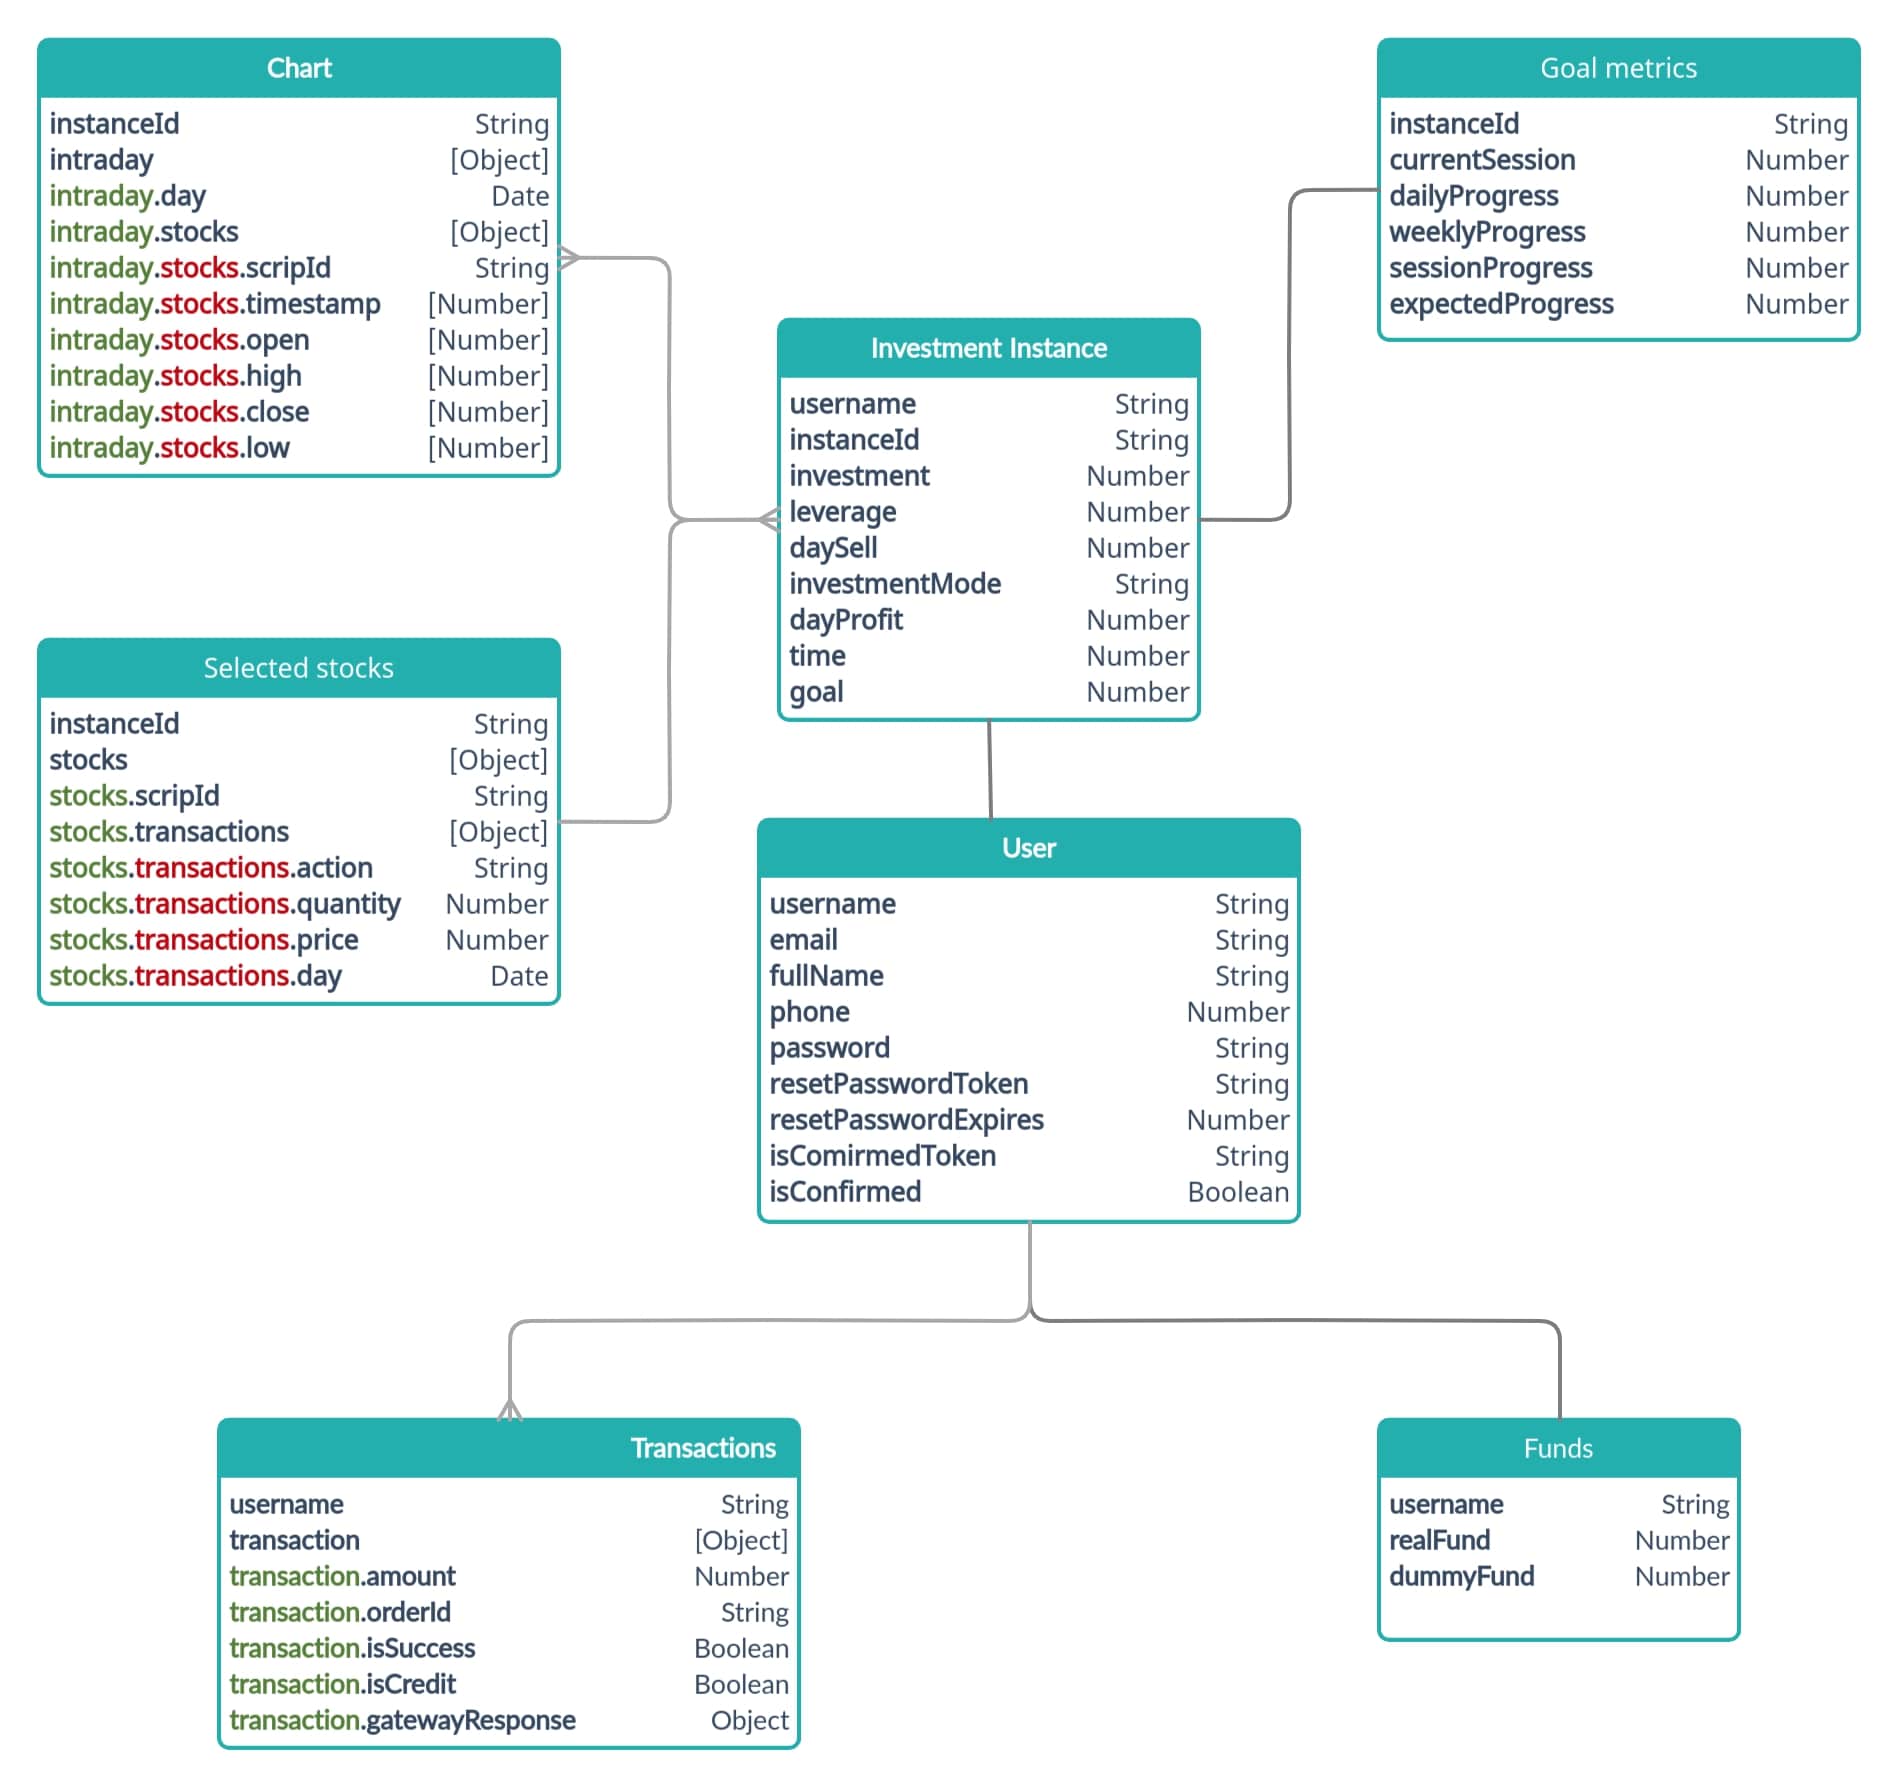 Chart
instanceId String
intraday [Object]
intraday.day Date
intraday.stocks [Object]
intraday.stocks.scripId String
intraday.stocks.timestamp [Number]
intraday.stocks.open [Number]
intraday.stocks.high [Number]
intraday.stocks.close [Number]
intraday.stocks.low [Number]
Goal metrics
instanceId String
currentSession Number
dailyProgress Number
weeklyProgress Number
sessionProgress Number
expectedProgress Number
Investment Instance
username String
instanceId String
investment Number
leverage Number
daySell Number
investmentMode String
dayProfit Number
time Number
goal Number
Selected stocks
instanceId String
stocks [Object]
stocks.scripId String
stocks.transactions [Object]
stocks.transactions.action String
stocks.transactions.quantity Number
stocks.transactions.price Number
stocks.transactions.day Date
User
username String
email String
fullName String
phone Number
password String
resetPasswordToken String
resetPasswordExpires Number
isComirmedToken String
isConfirmed Boolean
Transactions
username String
transaction [Object]
transaction.amount Number
transaction.orderId String
transaction.isSuccess Boolean
transaction.isCredit Boolean
transaction.gatewayResponse Object
Funds
username String
realFund Number
dummyFund Number